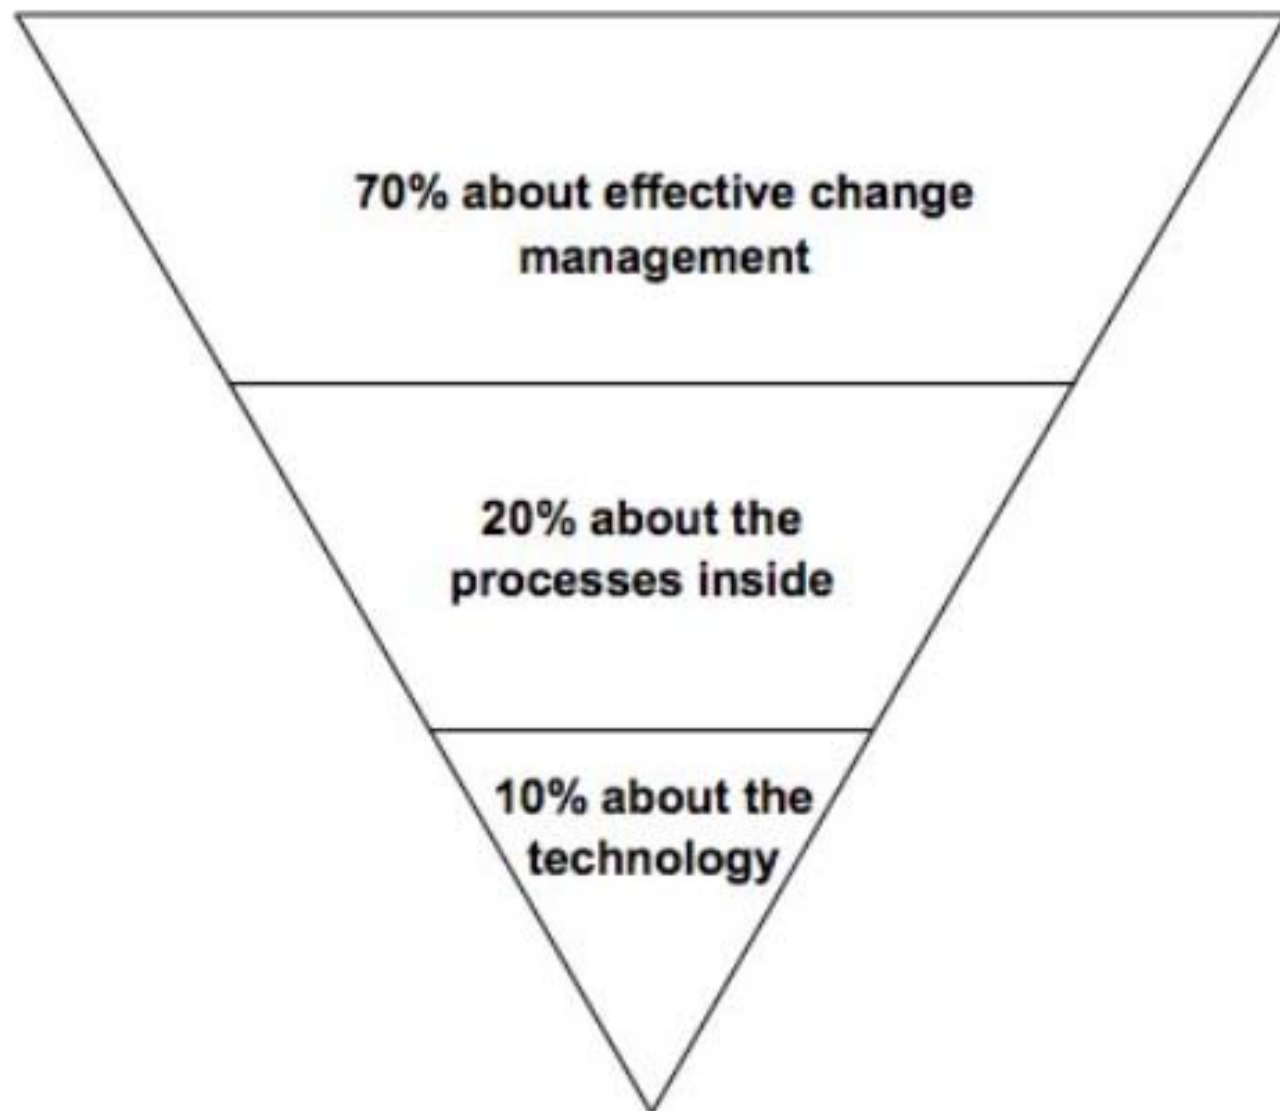 70% about effective change
management
20% about the
processes inside
10% about the
technology